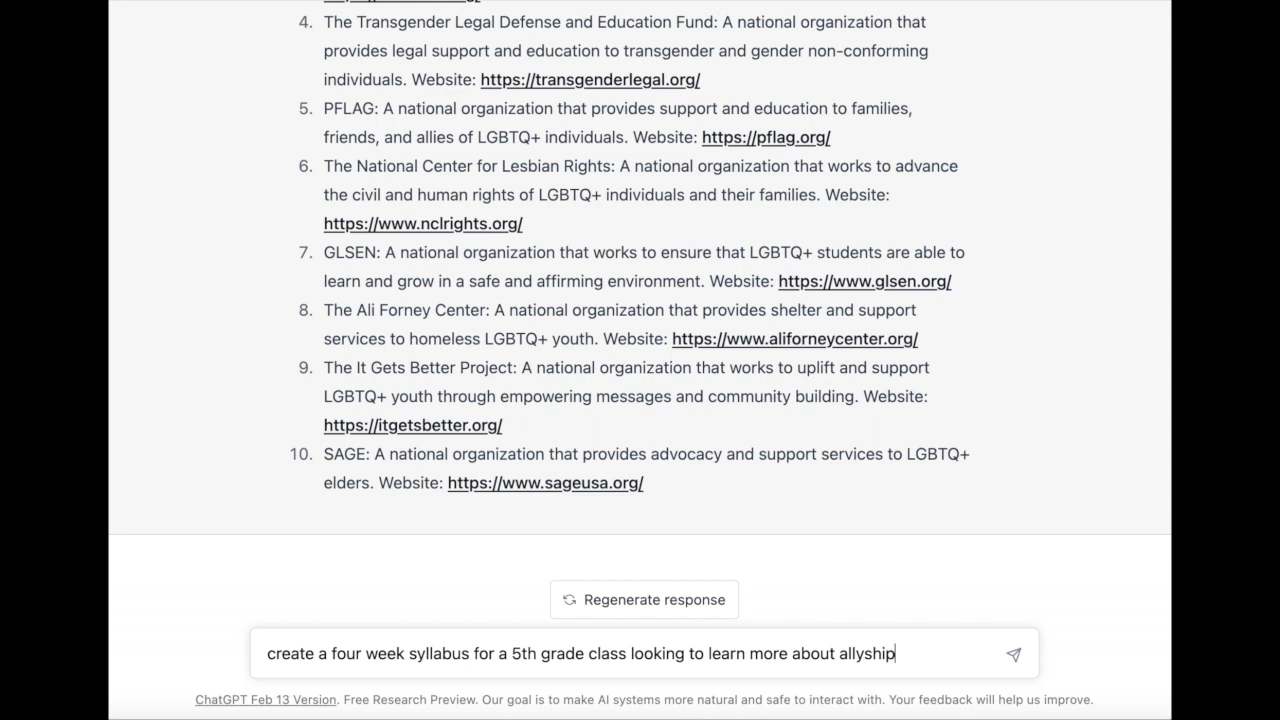 4. The Transgender Legal Defense and Education Fund: A national organization that
provides legal support and education to transgender and gender non-conforming
individuals. Website: https://transgenderlegal.org/
5. PFLAG: A national organization that provides support and education to families,
friends, and allies of LGBTQ+ individuals. Website: https://pflag.org/
6. The National Center for Lesbian Rights: A national organization that works to advance
the civil and human rights of LGBTQ+ individuals and their families. Website:
https://www.nclrights.org/
7. GLSEN: A national organization that works to ensure that LGBTQ+ students are able to
learn and grow in a safe and affirming environment. Website: https://www.glsen.org/
8. The Ali Forney Center: A national organization that provides shelter and support
services to homeless LGBTQ+ youth. Website: https://www.aliforneycenter.org/
9. The It Gets Better Project: A national organization that works to uplift and support
LGBTQ+ youth through empowering messages and community building. Website:
https://itgetsbetter.org/
10. SAGE: A national organization that provides advocacy and support services to LGBTQ+
elders. Website: https://www.sageusa.org/
Regenerate response
create a four week syllabus for a 5th grade class looking to learn more about allyship
ChatGPT Feb 13 Version. Free Research Preview. Our goal is to make AI systems more natural and safe to interact with. Your feedback will help us improve.